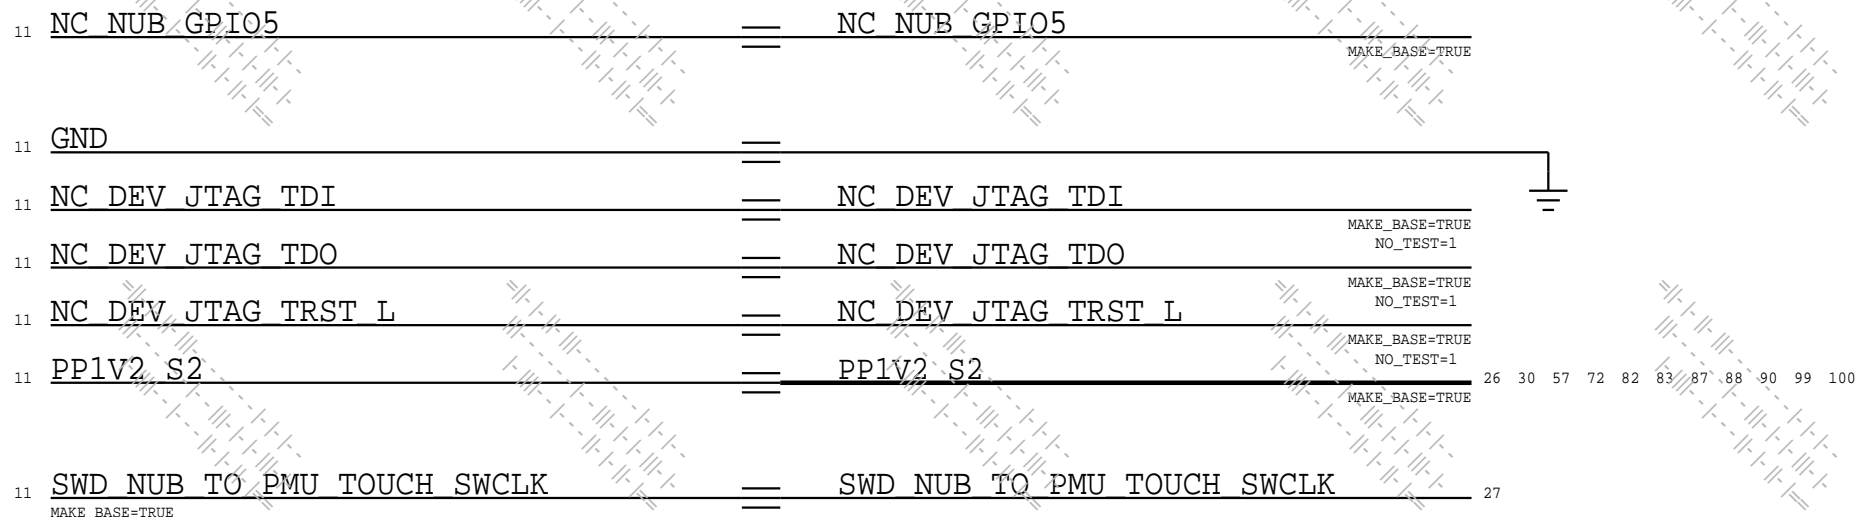 11 NC_NUB_GPIO5 NC_NUB_GPIO5
MAKE_BASE=TRUE
11 GND
11 NC_DEV_JTAG_TDI NC_DEV_JTAG_TDI
MAKE_BASE=TRUE
NO_TEST=1
11 NC_DEV_JTAG_TDO NC_DEV_JTAG_TDO
MAKE_BASE=TRUE
NO_TEST=1
11 NC_DEV_JTAG_TRST_L NC_DEV_JTAG_TRST_L
MAKE_BASE=TRUE
NO_TEST=1
11 PP1V2_S2 PP1V2_S2 26 30 57 72 82 83 87 88 90 99 100
MAKE_BASE=TRUE
11 SWD_NUB_TO_PMU_TOUCH_SWCLK SWD_NUB_TO_PMU_TOUCH_SWCLK 27
MAKE_BASE=TRUE